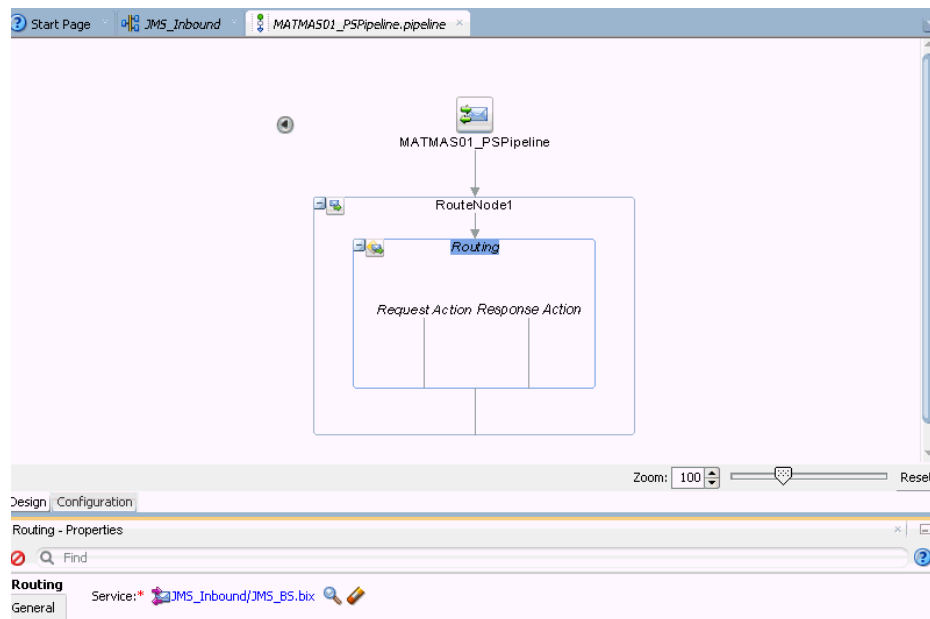 Start Page JMS_Inbound MATMAS01_PSPipeline.pipeline
MATMAS01_PSPipeline
RouteNode1
Routing
Request Action Response Action
Zoom: 100 Reset
Design Configuration
Routing - Properties
Find
Routing
Service:* JMS_Inbound/JMS_BS.bix
General